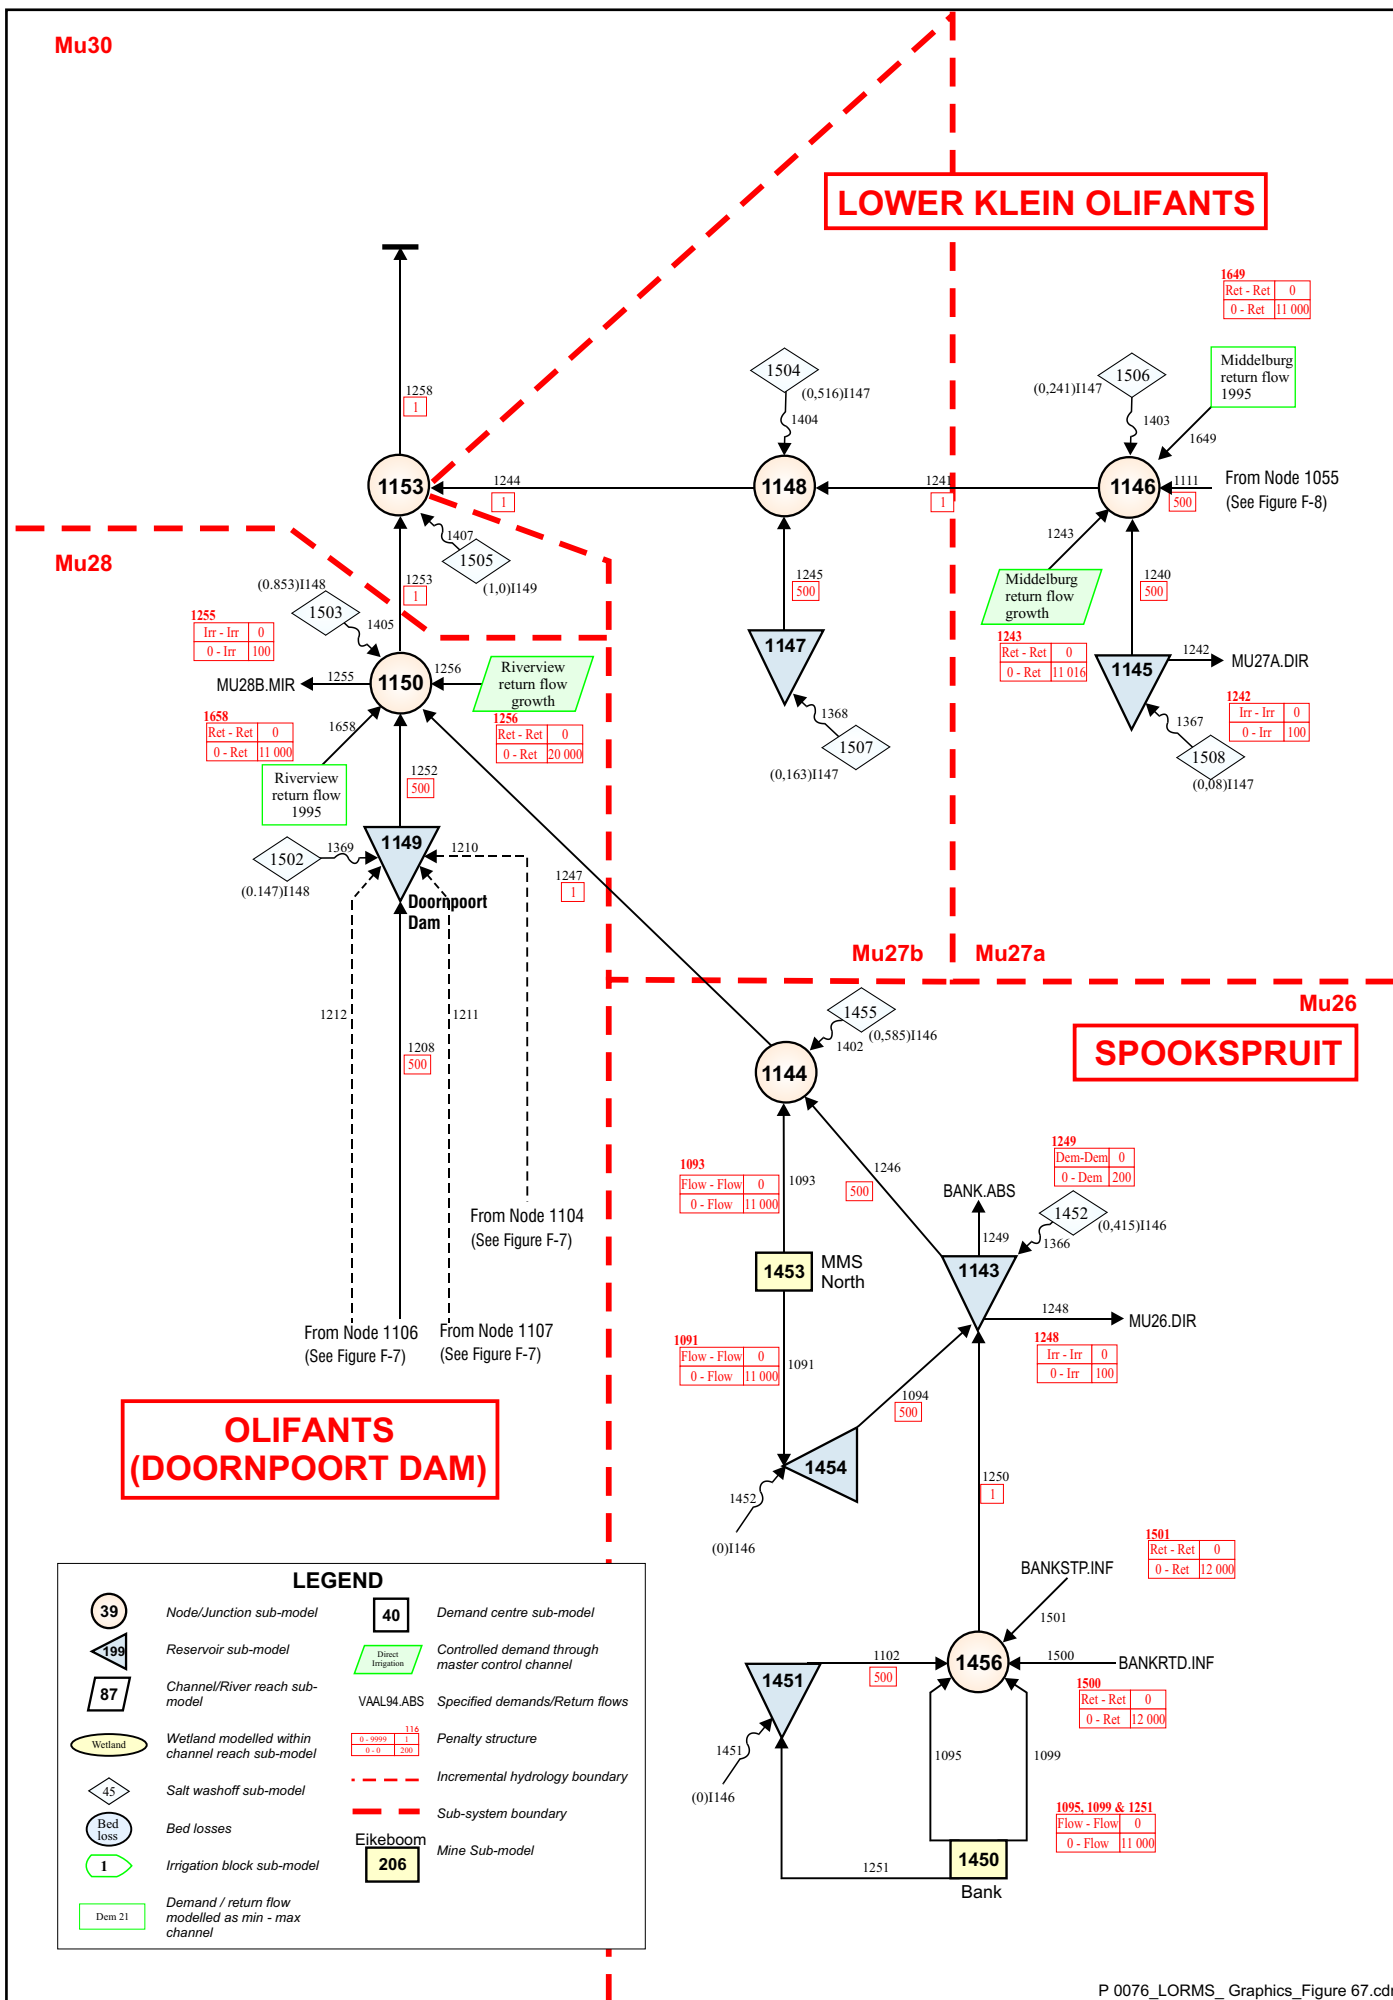 Mu30
LOWER KLEIN OLIFANTS
1649
Ret - Ret 0
0 - Ret 11 000
1504
(0,516)I147
1404
1506
(0,241)I147
1403
Middelburg
return flow
1995
1649
1258
1
1153
1244
1
1148
1241
1
1146
1111
500
From Node 1055
(See Figure F-8)
1407
1505
(1,0)I149
1243
Middelburg
return flow
growth
1240
500
1245
500
Mu28
(0.853)I148
1503
1405
1253
1
1255
Irr - Irr 0
0 - Irr 100
MU28B.MIR
1255
1150
1256
Riverview
return flow
growth
1147
1368
1507
(0,163)I147
1243
Ret - Ret 0
0 - Ret 11 016
1145
1242
MU27A.DIR
1242
Irr - Irr 0
0 - Irr 100
1367
1508
(0,08)I147
1658
Ret - Ret 0
0 - Ret 11 000
1658
1256
Ret - Ret 0
0 - Ret 20 000
Riverview
return flow
1995
1252
500
1149
1502
1369
(0.147)I148
1210
Doornpoort
Dam
1247
1
Mu27b
Mu27a
Mu26
SPOOKSPRUIT
1212
1211
1208
500
1455
(0,585)I146
1402
1144
1093
Flow - Flow 0
0 - Flow 11 000
1093
1246
500
1249
Dem-Dem 0
0 - Dem 200
BANK.ABS
1249
1452
(0,415)I146
1366
1453
MMS
North
1143
1248
MU26.DIR
1248
Irr - Irr 0
0 - Irr 100
From Node 1104
(See Figure F-7)
From Node 1106
(See Figure F-7)
From Node 1107
(See Figure F-7)
1091
Flow - Flow 0
0 - Flow 11 000
1091
1094
500
1454
1452
(0)I146
OLIFANTS
(DOORNPOORT DAM)
1250
1
1501
Ret - Ret 0
0 - Ret 12 000
BANKSTP.INF
1501
1102
500
1451
1456
1500
BANKRTD.INF
1500
Ret - Ret 0
0 - Ret 12 000
1451
(0)I146
1095
1099
1095, 1099 & 1251
Flow - Flow 0
0 - Flow 11 000
1251
1450
Bank
LEGEND
39
Node/Junction sub-model
199
Reservoir sub-model
87
Channel/River reach sub-
model
Wetland
Wetland modelled within
channel reach sub-model
45
Salt washoff sub-model
Bed
loss
Bed losses
1
Irrigation block sub-model
Dem 21
Demand / return flow
modelled as min - max
channel
40
Demand centre sub-model
Direct
Irrigation
Controlled demand through
master control channel
VAAL94.ABS
Specified demands/Return flows
116
0 - 9999 1
0 - 0 200
Penalty structure
Incremental hydrology boundary
Sub-system boundary
Eikeboom
206
Mine Sub-model
P 0076_LORMS_ Graphics_Figure 67.cdr